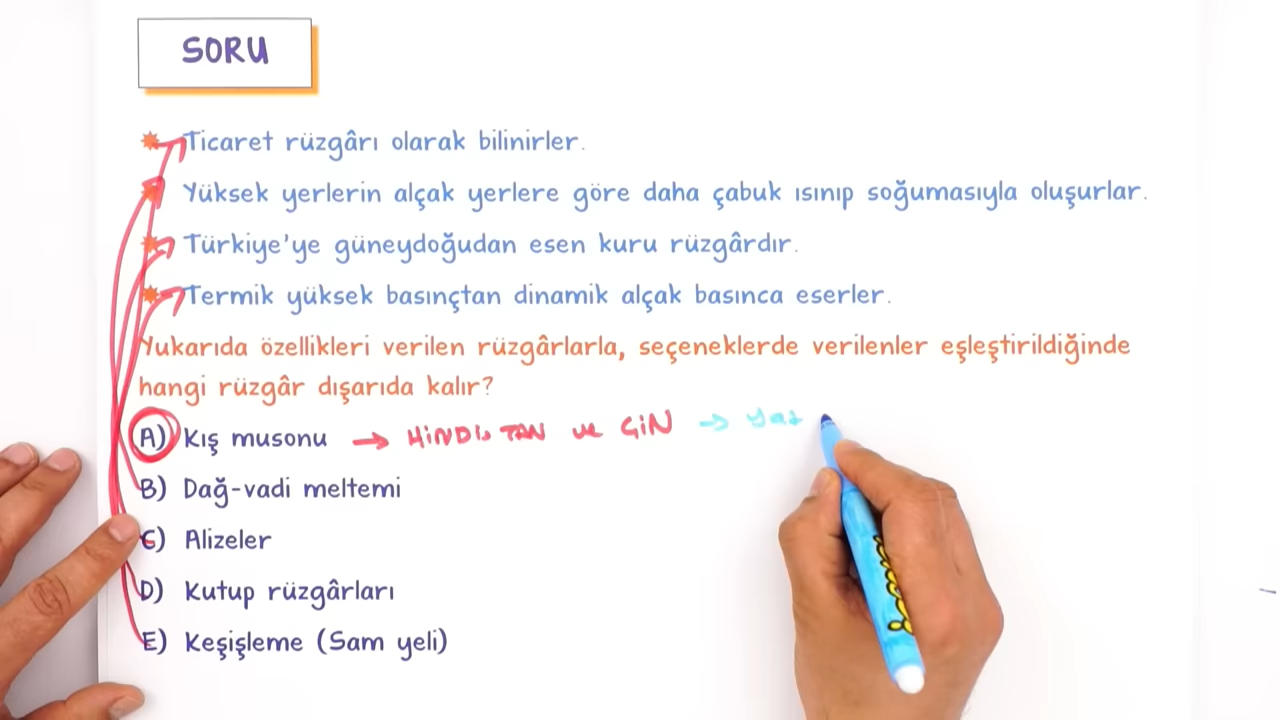 SORU
Ticaret rüzgârı olarak bilinirler.
Yüksek yerlerin alçak yerlere göre daha çabuk ısınıp soğumasıyla oluşurlar.
Türkiye'ye güneydoğudan esen kuru rüzgârdır.
Termik yüksek basınçtan dinamik alçak basınca eserler.
Yukarıda özellikleri verilen rüzgârlarla, seçeneklerde verilenler eşleştirildiğinde
hangi rüzgâr dışarıda kalır?
A) Kış musonu → HİNDİSTAN ve ÇİN → yaz
B) Dağ-vadi meltemi
C) Alizeler
D) Kutup rüzgârları
E) Keşişleme (Sam yeli)